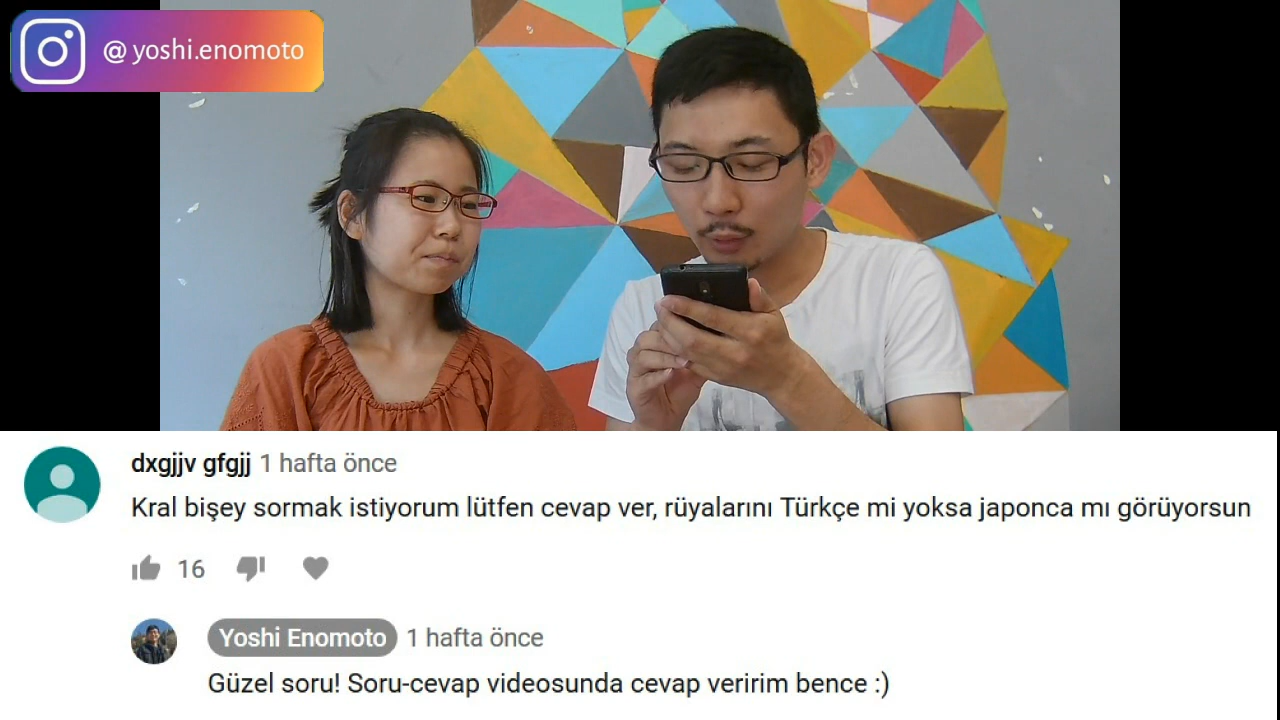 @ yoshi.enomoto
dxgjjv gfgjj 1 hafta önce
Kral bişey sormak istiyorum lütfen cevap ver, rüyalarını Türkçe mi yoksa japonca mı görüyorsun
16
Yoshi Enomoto 1 hafta önce
Güzel soru! Soru-cevap videosunda cevap veririm bence :)